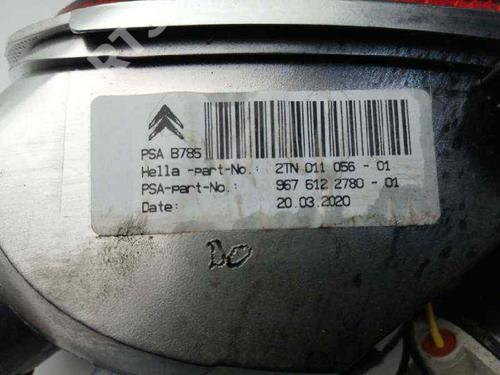 PSA B785
Hella -part-No.: 2TN 011 056 - 01
PSA-part-No.: 967 612 2780 - 01
Date: 20.03.2020
DO